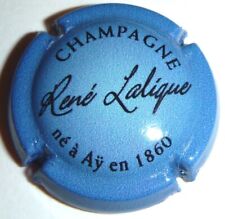 CHAMPAGNE
René Lalique
né à Aÿ en 1860